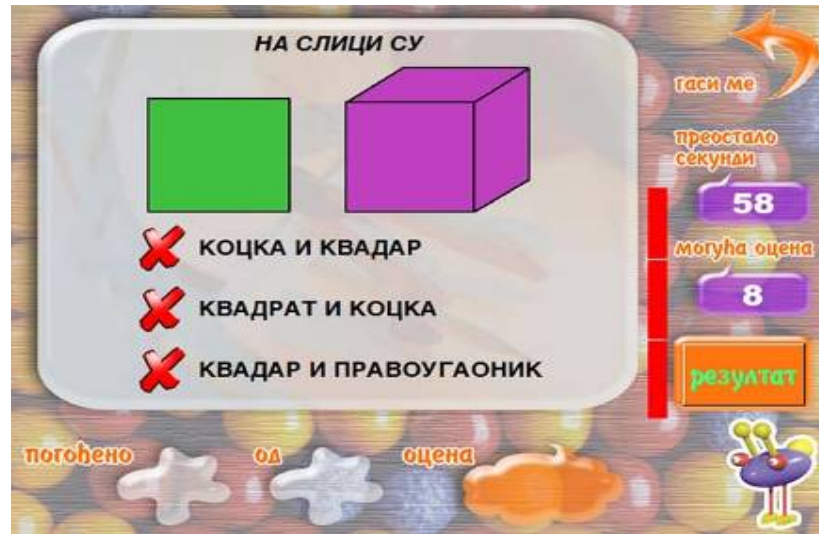 НА СЛИЦИ СУ
КОЦКА И КВАДАР
КВАДРАТ И КОЦКА
КВАДАР И ПРАВОУГАОНИК
гаси ме
преостало
секунди
58
могућа оцена
8
резултат
погођено
од
оцена